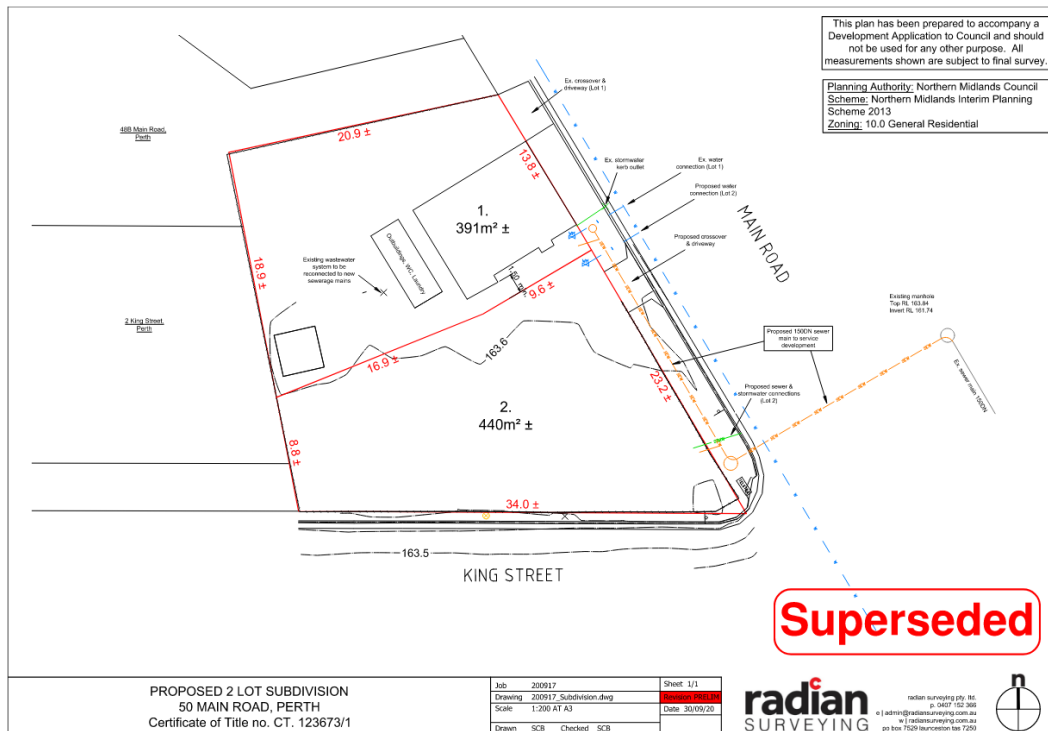 This plan has been prepared to accompany a
Development Application to Council and should
not be used for any other purpose. All
measurements shown are subject to final survey.
Planning Authority: Northern Midlands Council
Scheme: Northern Midlands Interim Planning
Scheme 2013
Zoning: 10.0 General Residential
Ex. crossover &
driveway (Lot 1)
48B Main Road,
Perth
20.9 ±
13.8 ±
Ex. stormwater
kerb outlet
Ex. water
connection (Lot 1)
Proposed water
connection (Lot 2)
Proposed crossover
& driveway
MAIN ROAD
1.
391m² ±
Outbuildings, WC, Laundry
Existing wastewater
system to be
reconnected to new
sewerage mains
18.9 ±
1.60 min.
9.6 ±
2 King Street,
Perth
Existing manhole
Top RL 163.84
Invert RL 161.74
Proposed 150DN sewer
main to service
development
Ex. sewer main 150DN
163.6
16.9 ±
23.2 ±
Proposed sewer &
stormwater connections
(Lot 2)
2.
440m² ±
8.8 ±
34.0 ±
163.5
KING STREET
Superseded
PROPOSED 2 LOT SUBDIVISION
50 MAIN ROAD, PERTH
Certificate of Title no. CT. 123673/1
Job 200917
Drawing 200917_Subdivision.dwg
Scale 1:200 AT A3
Drawn SCB Checked SCB
Sheet 1/1
Revision PRELIM
Date 30/09/20
radian
SURVEYING
radian surveying pty. ltd.
p. 0407 152 366
e | admin@radiansurveying.com.au
w | radiansurveying.com.au
po box 7529 launceston tas 7250
n